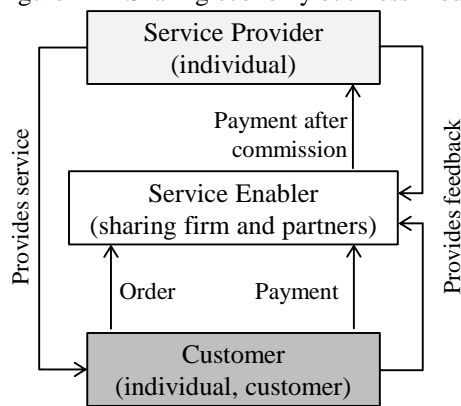 Service Provider
(individual)
Payment after
commission
Provides service
Provides feedback
Service Enabler
(sharing firm and partners)
Order
Payment
Customer
(individual, customer)